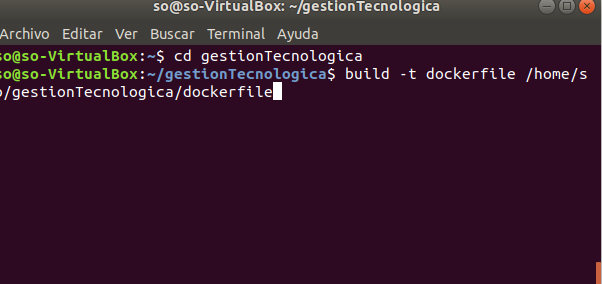 so@so-VirtualBox: ~/gestionTecnologica
Archivo Editar Ver Buscar Terminal Ayuda
so@so-VirtualBox:~$ cd gestionTecnologica
so@so-VirtualBox:~/gestionTecnologica$ build -t dockerfile /home/s
o/gestionTecnologica/dockerfile